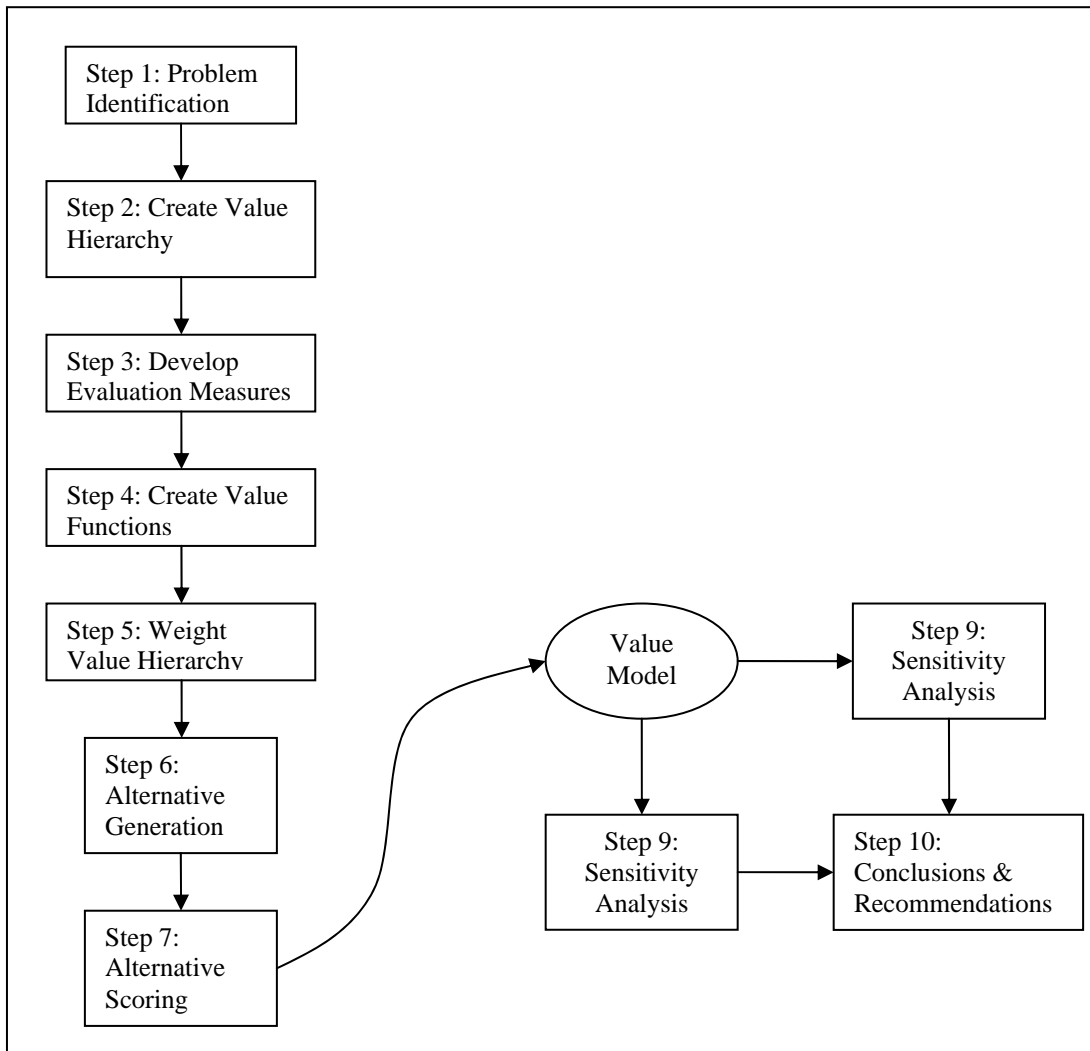 Step 1: Problem
Identification
Step 2: Create Value
Hierarchy
Step 3: Develop
Evaluation Measures
Step 4: Create Value
Functions
Step 5: Weight
Value Hierarchy
Step 6:
Alternative
Generation
Step 7:
Alternative
Scoring
Value
Model
Step 9:
Sensitivity
Analysis
Step 9:
Sensitivity
Analysis
Step 10:
Conclusions &
Recommendations